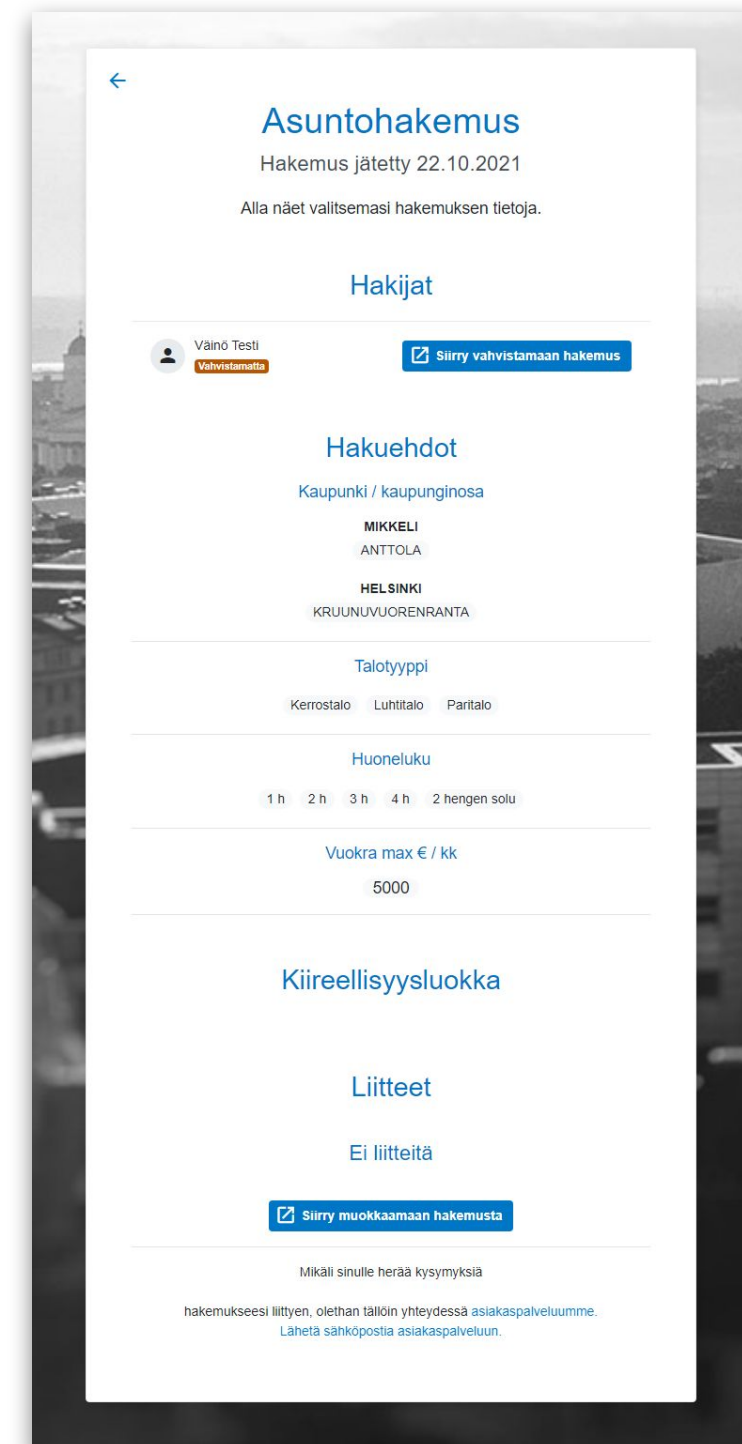 Asuntohakemus
Hakemus jätetty 22.10.2021
Alla näet valitsemasi hakemuksen tietoja.
Hakijat
Väinö Testi
Vahvistamatta
Siirry vahvistamaan hakemus
Hakuehdot
Kaupunki / kaupunginosa
MIKKELI
ANTTOLA
HELSINKI
KRUUNUVUORENRANTA
Talotyyppi
Kerrostalo Luhtitalo Paritalo
Huoneluku
1 h 2 h 3 h 4 h 2 hengen solu
Vuokra max € / kk
5000
Kiireellisyysluokka
Liitteet
Ei liitteitä
Siirry muokkaamaan hakemusta
Mikäli sinulle herää kysymyksiä
hakemukseesi liittyen, olethan tällöin yhteydessä asiakaspalveluumme.
Lähetä sähköpostia asiakaspalveluun.